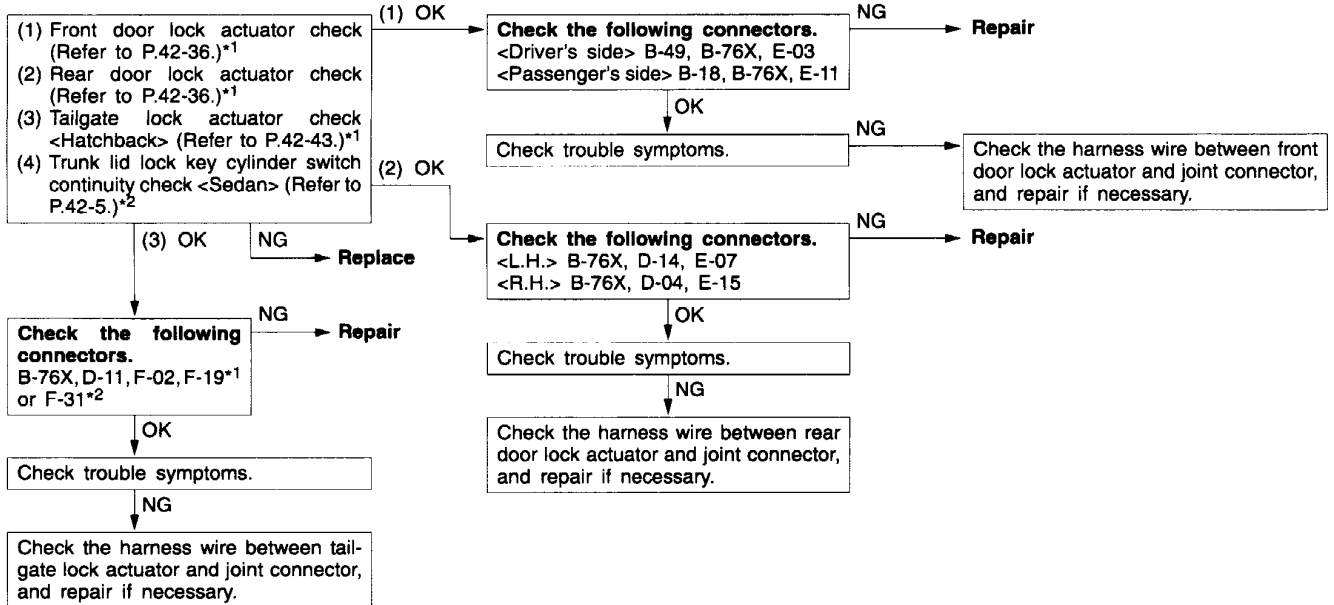 (1) Front door lock actuator check
(Refer to P.42-36.)*1
(2) Rear door lock actuator check
(Refer to P.42-36.)*1
(3) Tailgate lock actuator check
<Hatchback> (Refer to P.42-43.)*1
(4) Trunk lid lock key cylinder switch
continuity check <Sedan> (Refer to
P.42-5.)*2
(1) OK
Check the following connectors.
<Driver's side> B-49, B-76X, E-03
<Passenger's side> B-18, B-76X, E-11
NG
Repair
OK
Check trouble symptoms.
NG
Check the harness wire between front
door lock actuator and joint connector,
and repair if necessary.
(2) OK
Check the following connectors.
<L.H.> B-76X, D-14, E-07
<R.H.> B-76X, D-04, E-15
NG
Repair
OK
Check trouble symptoms.
NG
Check the harness wire between rear
door lock actuator and joint connector,
and repair if necessary.
(3) OK
NG
Replace
Check the following
connectors.
B-76X, D-11, F-02, F-19*1
or F-31*2
NG
Repair
OK
Check trouble symptoms.
NG
Check the harness wire between tail-
gate lock actuator and joint connector,
and repair if necessary.